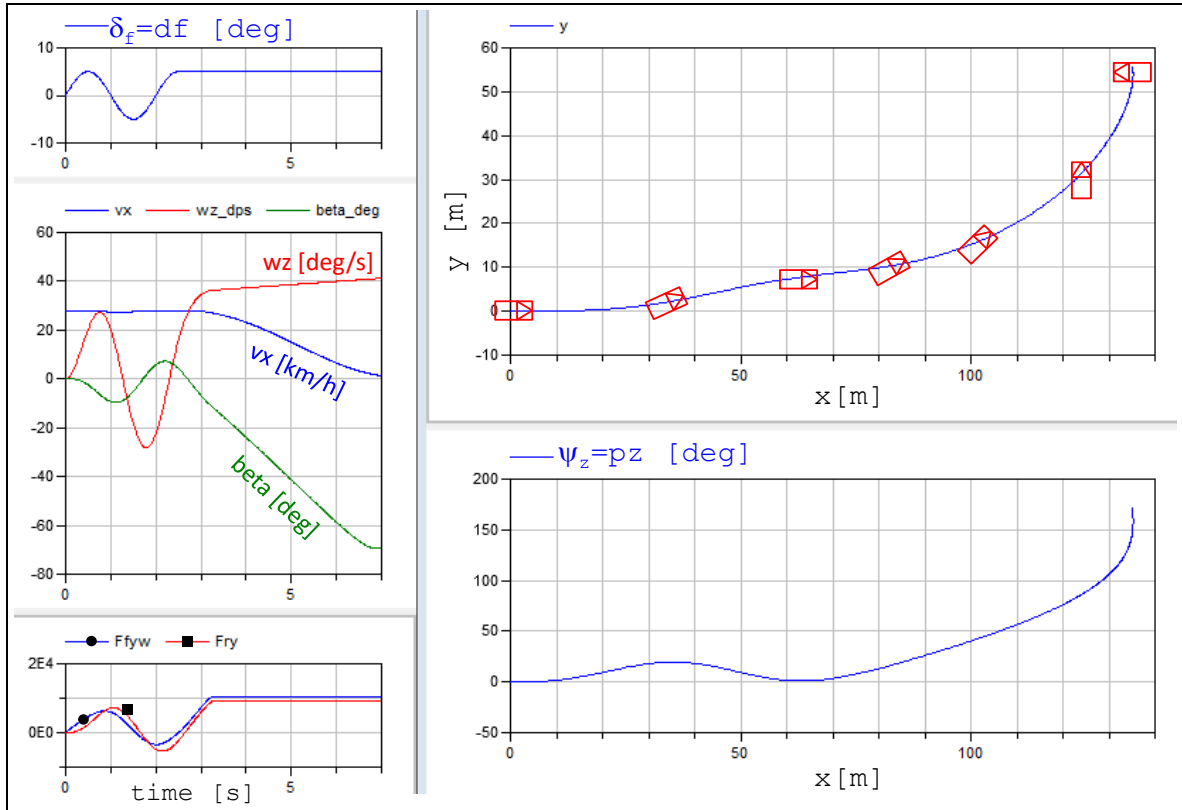 δf=df [deg]
10
0
-10
0
5
vx
wz_dps
beta_deg
60
40
20
0
-20
-40
-60
-80
wz [deg/s]
vx [km/h]
beta [deg]
0
5
Ffyw
Fry
2E4
0E0
0
5
time [s]
y
60
50
40
30
20
10
0
-10
y [m]
0
50
100
x [m]
ψz=pz [deg]
200
150
100
50
0
-50
0
50
100
x [m]